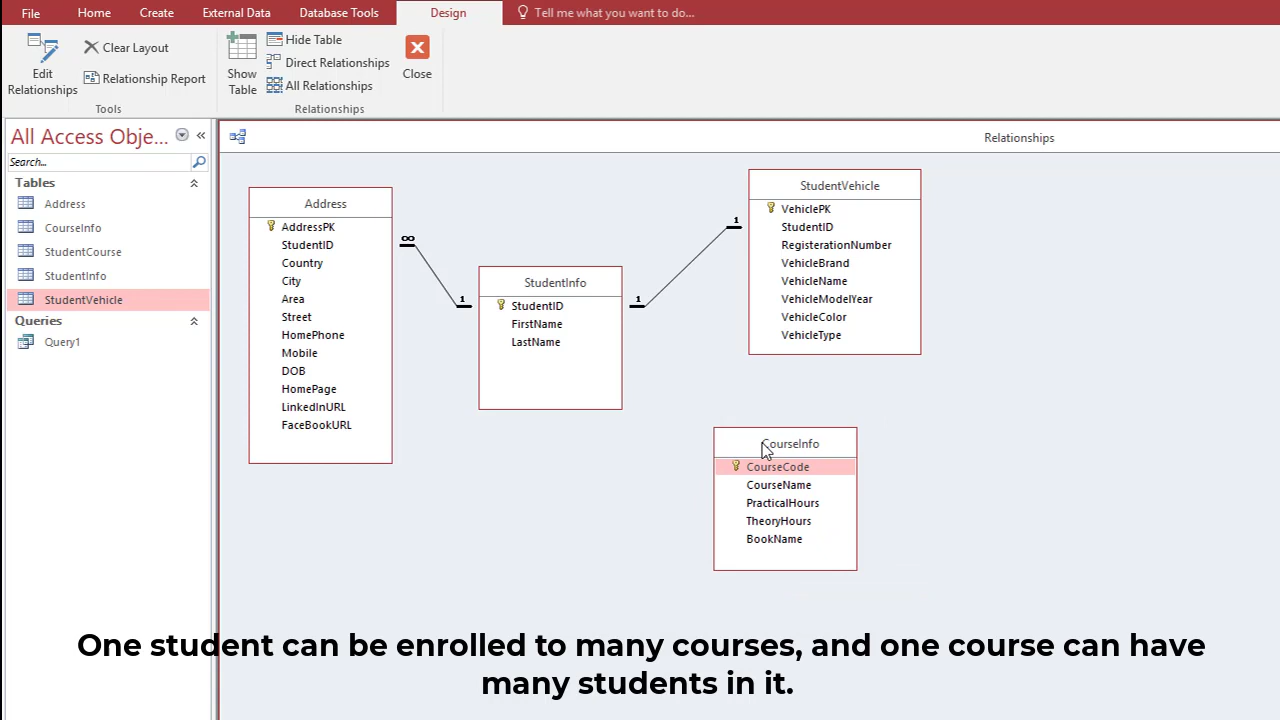 File Home Create External Data Database Tools Design Tell me what you want to do...
Edit Relationships
Clear Layout
Relationship Report
Tools
Show Table
Hide Table
Direct Relationships
All Relationships
Relationships
Close
All Access Obje... «
Search...
Tables
Address
CourseInfo
StudentCourse
StudentInfo
StudentVehicle
Queries
Query1
Relationships
Address
AddressPK
StudentID
Country
City
Area
Street
HomePhone
Mobile
DOB
HomePage
LinkedInURL
FaceBookURL
∞
1
StudentInfo
StudentID
FirstName
LastName
1
1
StudentVehicle
VehiclePK
StudentID
RegisterationNumber
VehicleBrand
VehicleName
VehicleModelYear
VehicleColor
VehicleType
CourseInfo
CourseCode
CourseName
PracticalHours
TheoryHours
BookName
One student can be enrolled to many courses, and one course can have
many students in it.